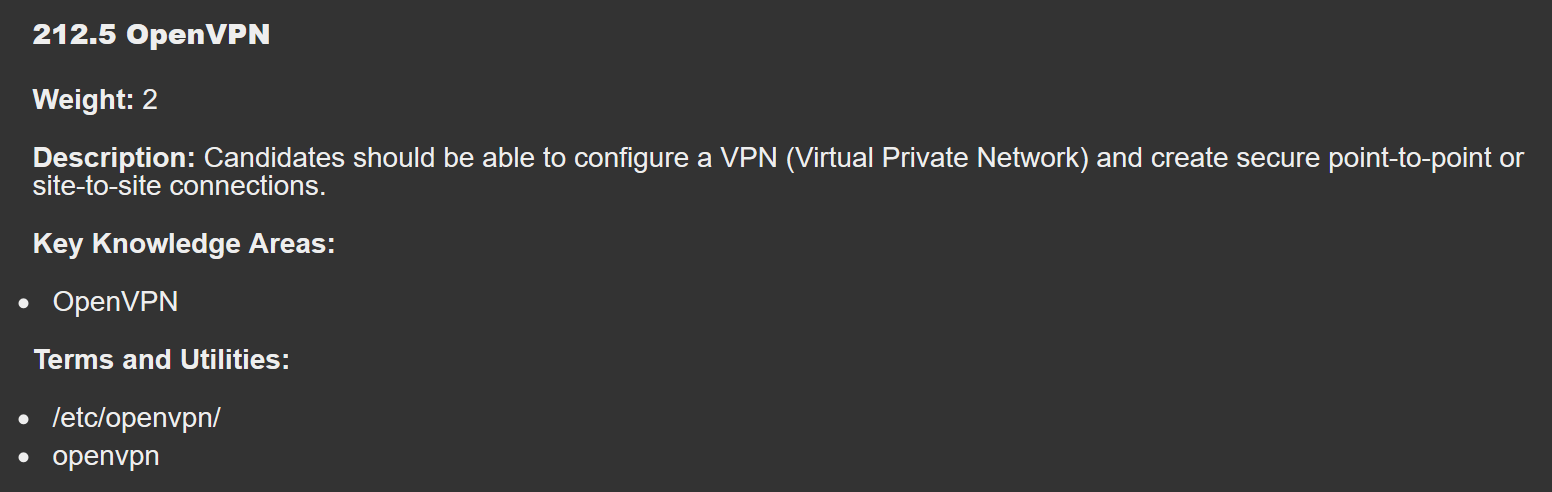 212.5 OpenVPN
Weight: 2
Description: Candidates should be able to configure a VPN (Virtual Private Network) and create secure point-to-point or
site-to-site connections.
Key Knowledge Areas:
• OpenVPN
Terms and Utilities:
• /etc/openvpn/
• openvpn